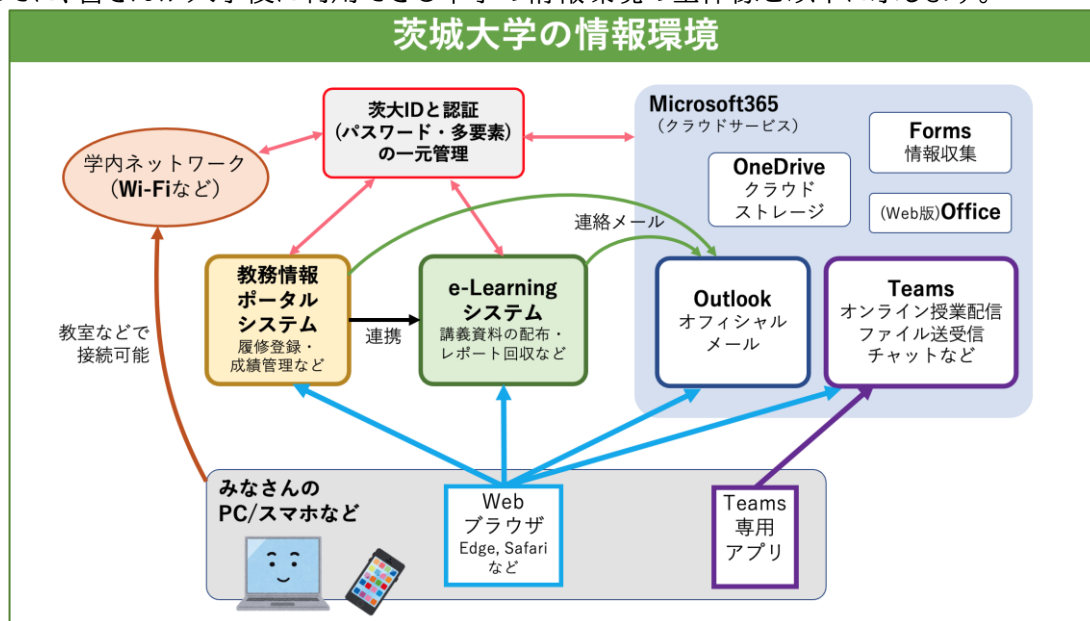 茨城大学の情報環境
茨大IDと認証
(パスワード・多要素)
の一元管理
Microsoft365
(クラウドサービス)
Forms
情報収集
OneDrive
クラウド
ストレージ
(Web版)Office
学内ネットワーク
(Wi-Fiなど)
連絡メール
教務情報
ポータル
システム
履修登録・
成績管理など
連携
e-Learning
システム
講義資料の配布・
レポート回収など
Outlook
オフィシャル
メール
Teams
オンライン授業配信
ファイル送受信
チャットなど
教室などで
接続可能
みなさんの
PC/スマホなど
Web
ブラウザ
Edge, Safari
など
Teams
専用
アプリ